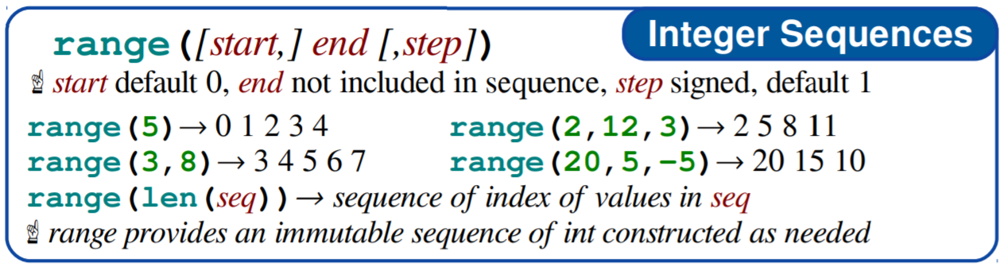 Integer Sequences
range([start,] end [,step])
☝ start default 0, end not included in sequence, step signed, default 1
range(5)→ 0 1 2 3 4
range(2,12,3)→ 2 5 8 11
range(3,8)→ 3 4 5 6 7
range(20,5,-5)→ 20 15 10
range(len(seq))→ sequence of index of values in seq
☝ range provides an immutable sequence of int constructed as needed